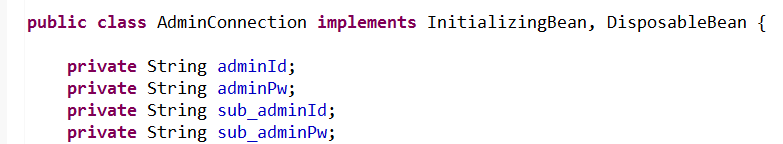 public class AdminConnection implements InitializingBean, DisposableBean {
private String adminId;
private String adminPw;
private String sub_adminId;
private String sub_adminPw;